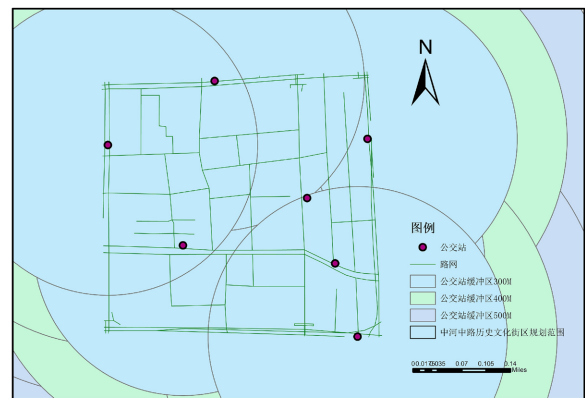 N
图例
公交站
路网
公交站缓冲区300M
公交站缓冲区400M
公交站缓冲区500M
中河中路历史文化街区规划范围
00.0175035 0.07 0.105 0.14
Miles